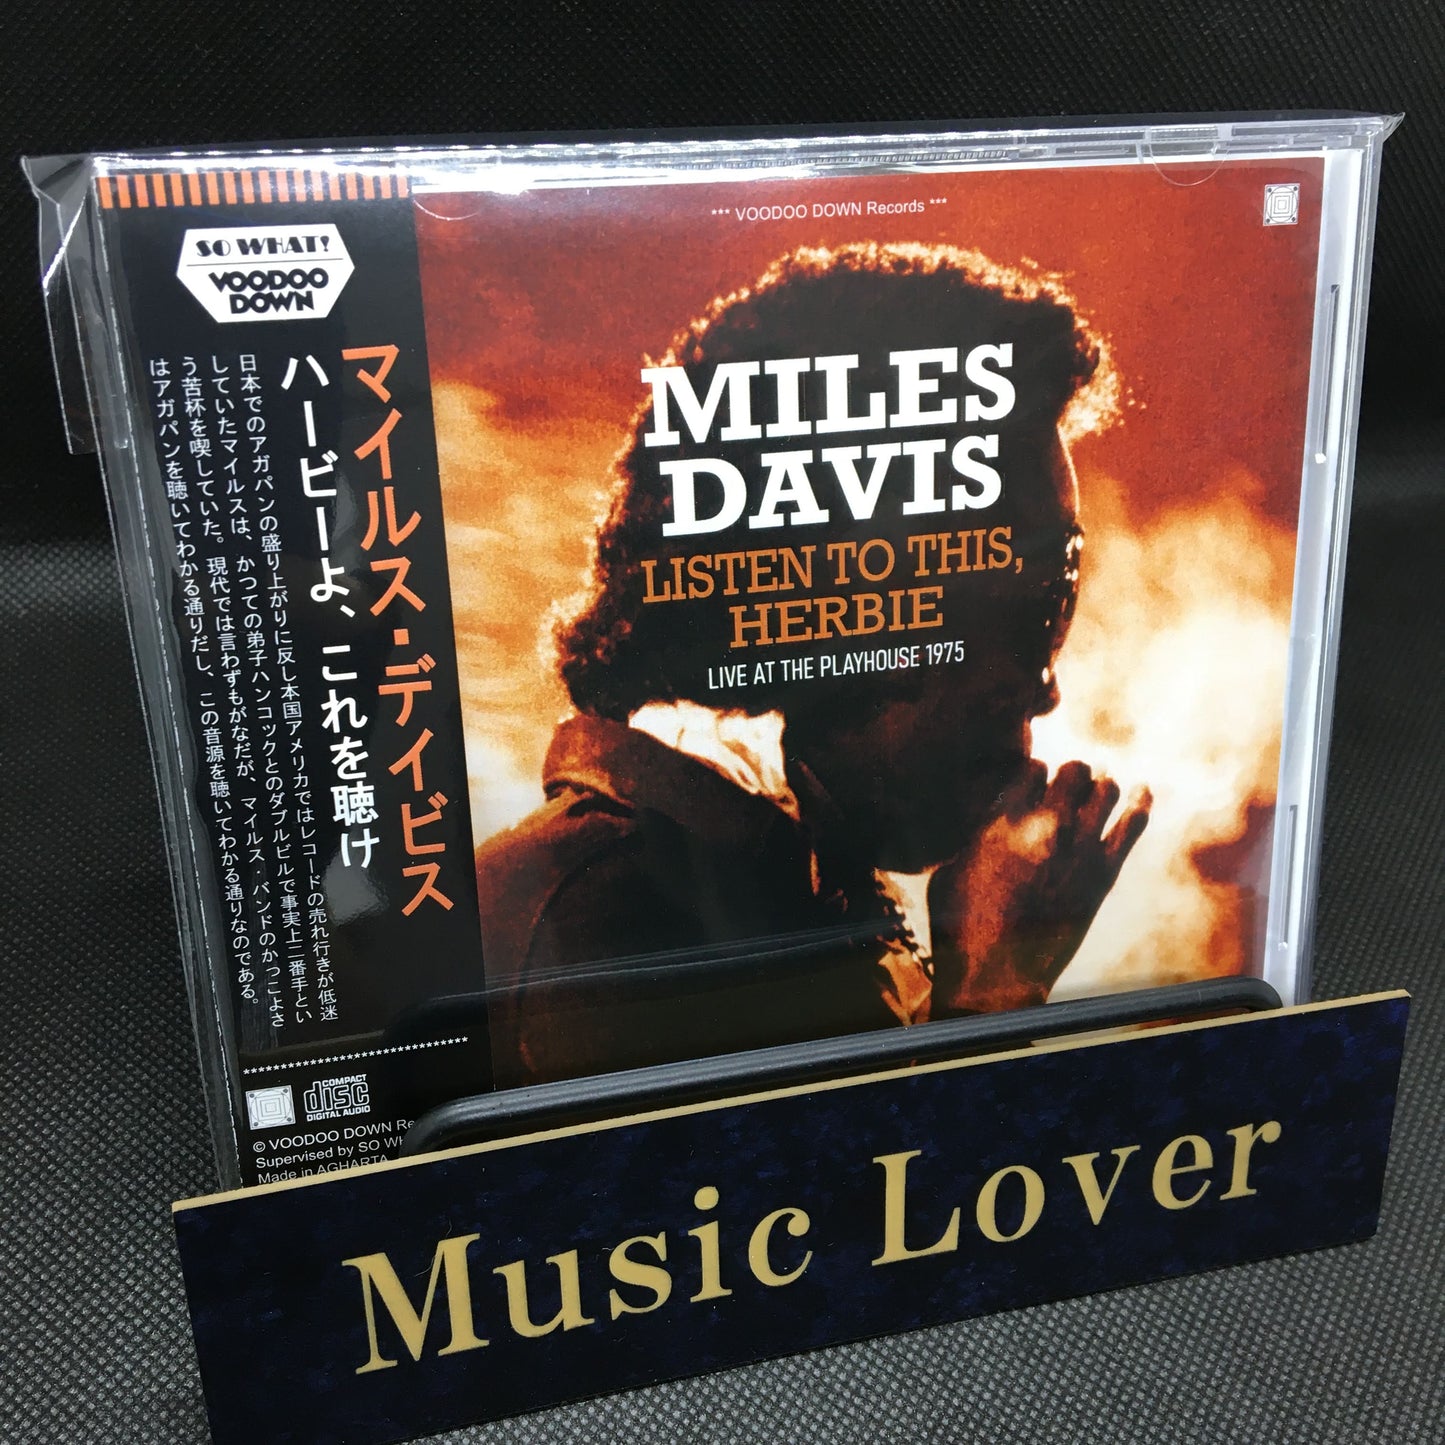 SO WHAT!
VOODOO
DOWN
マイルス・デイビス
ハービーよ、これを聴け
日本でのアガパンの盛り上がりに反し本国アメリカではレコードの売れ行きが低迷
していたマイルスは、かつての弟子ハンコックとのダブルビルで事実上二番手とい
う苦杯を喫していた。現代では言わずもがなだが、マイルス・バンドのかっこよさ
はアガパンを聴いてわかる通りだし、この音源を聴いてわかる通りなのである。
*********************************
COMPACT
disc
DIGITAL AUDIO
© VOODOO DOWN Re
Supervised by SO WH
Made in AGHARTA
*** VOODOO DOWN Records ***
MILES
DAVIS
LISTEN TO THIS,
HERBIE
LIVE AT THE PLAYHOUSE 1975
Music Lover